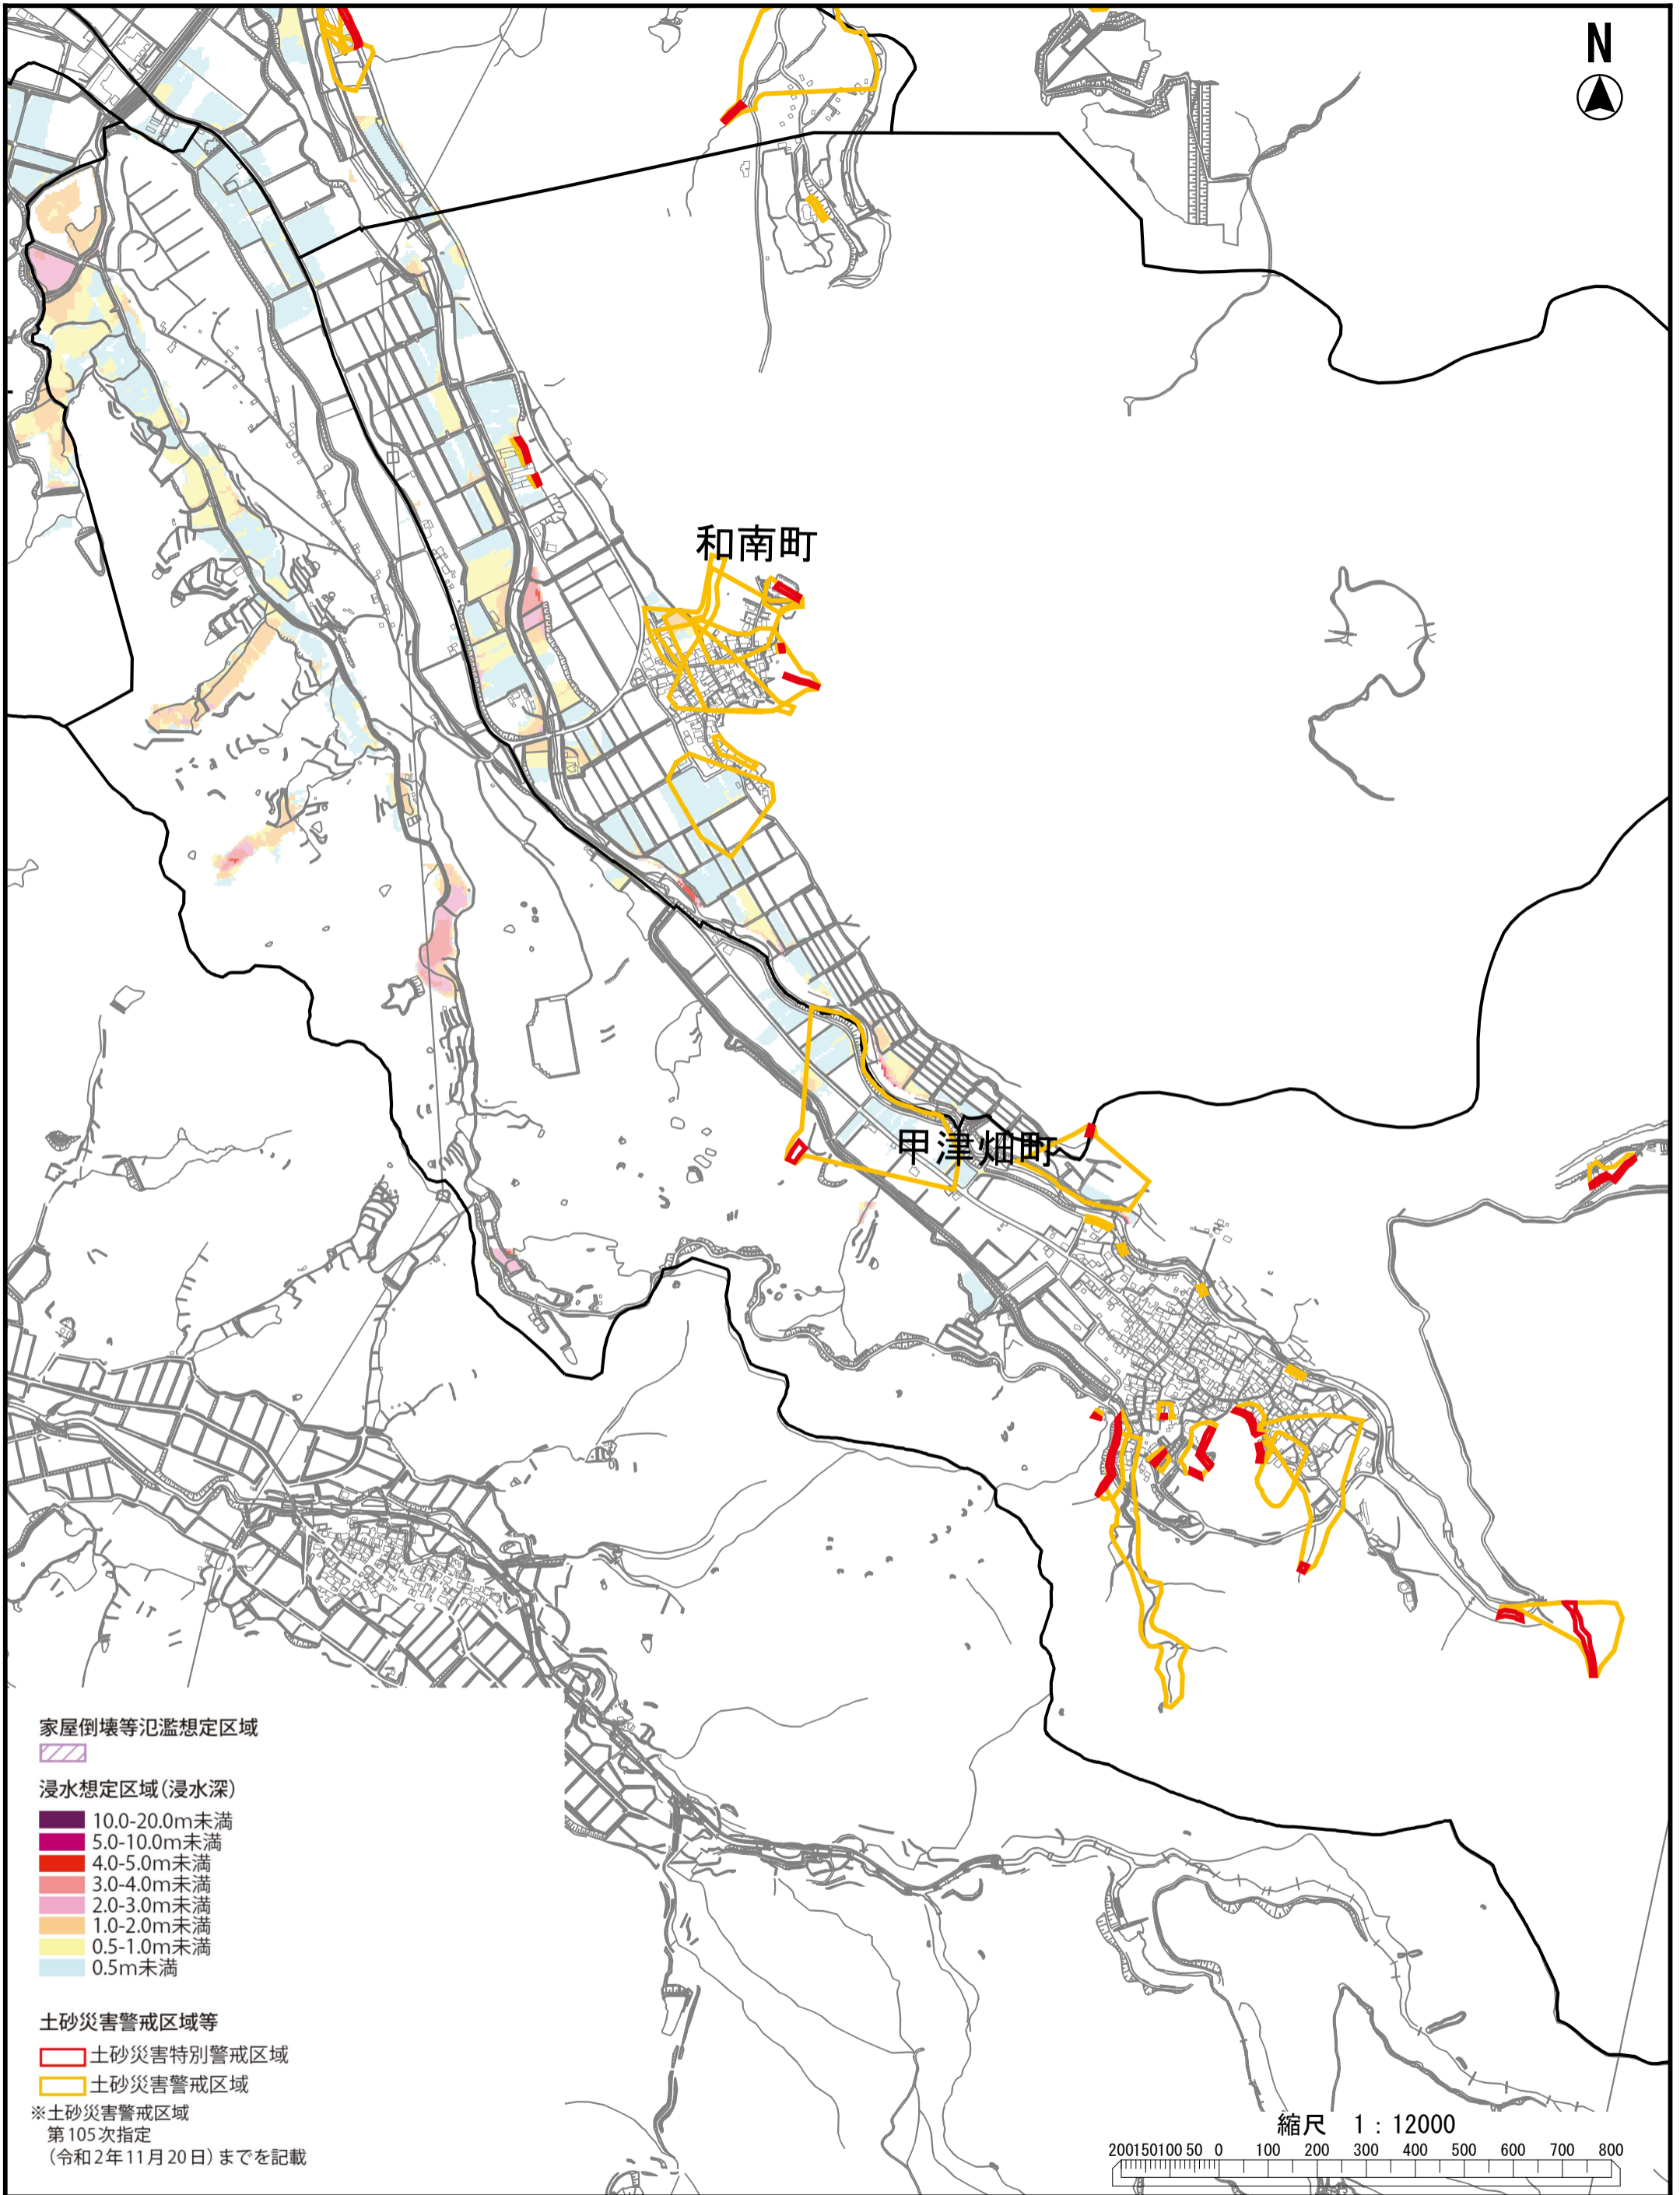 N
和南町
甲津畑町
家屋倒壊等氾濫想定区域
浸水想定区域(浸水深)
10.0-20.0m未満
5.0-10.0m未満
4.0-5.0m未満
3.0-4.0m未満
2.0-3.0m未満
1.0-2.0m未満
0.5-1.0m未満
0.5m未満
土砂災害警戒区域等
土砂災害特別警戒区域
土砂災害警戒区域
※土砂災害警戒区域
第105次指定
(令和2年11月20日)までを記載
縮尺 1:12000
200 150 100 50 0 100 200 300 400 500 600 700 800